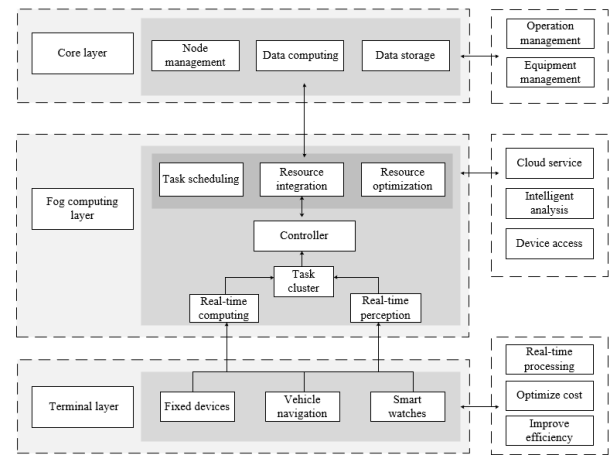 Core layer
Node
management
Data computing
Data storage
Operation
management
Equipment
management
Fog computing
layer
Task scheduling
Resource
integration
Resource
optimization
Controller
Task
cluster
Real-time
computing
Real-time
perception
Cloud service
Intelligent
analysis
Device access
Terminal layer
Fixed devices
Vehicle
navigation
Smart
watches
Real-time
processing
Optimize cost
Improve
efficiency